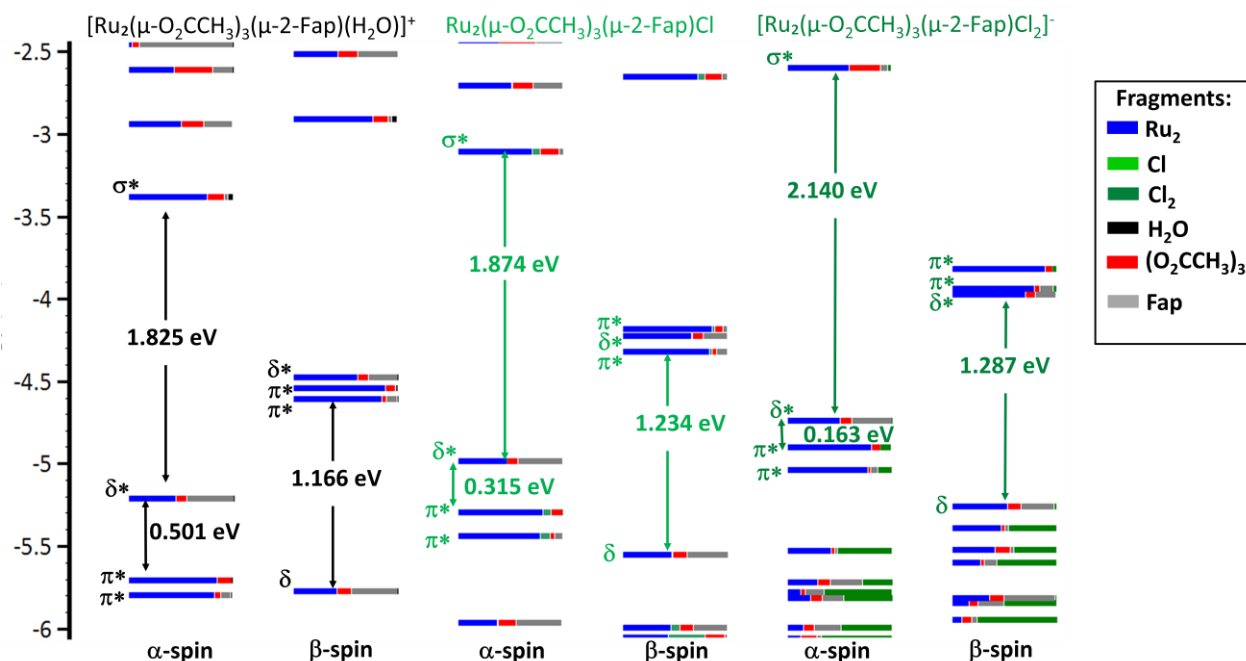 [Ru₂(μ-O₂CCH₃)₃(μ-2-Fap)(H₂O)]⁺
Ru₂(μ-O₂CCH₃)₃(μ-2-Fap)Cl
[Ru₂(μ-O₂CCH₃)₃(μ-2-Fap)Cl₂]⁻
-2.5
-3
-3.5
-4
-4.5
-5
-5.5
-6
σ*
1.825 eV
δ*
0.501 eV
π*
π*
α-spin
δ*
π*
π*
1.166 eV
δ
β-spin
σ*
1.874 eV
δ*
0.315 eV
π*
π*
α-spin
π*
δ*
π*
1.234 eV
δ
β-spin
σ*
2.140 eV
δ*
0.163 eV
π*
π*
α-spin
π*
π*
δ*
1.287 eV
δ
β-spin
Fragments:
Ru₂
Cl
Cl₂
H₂O
(O₂CCH₃)₃
Fap